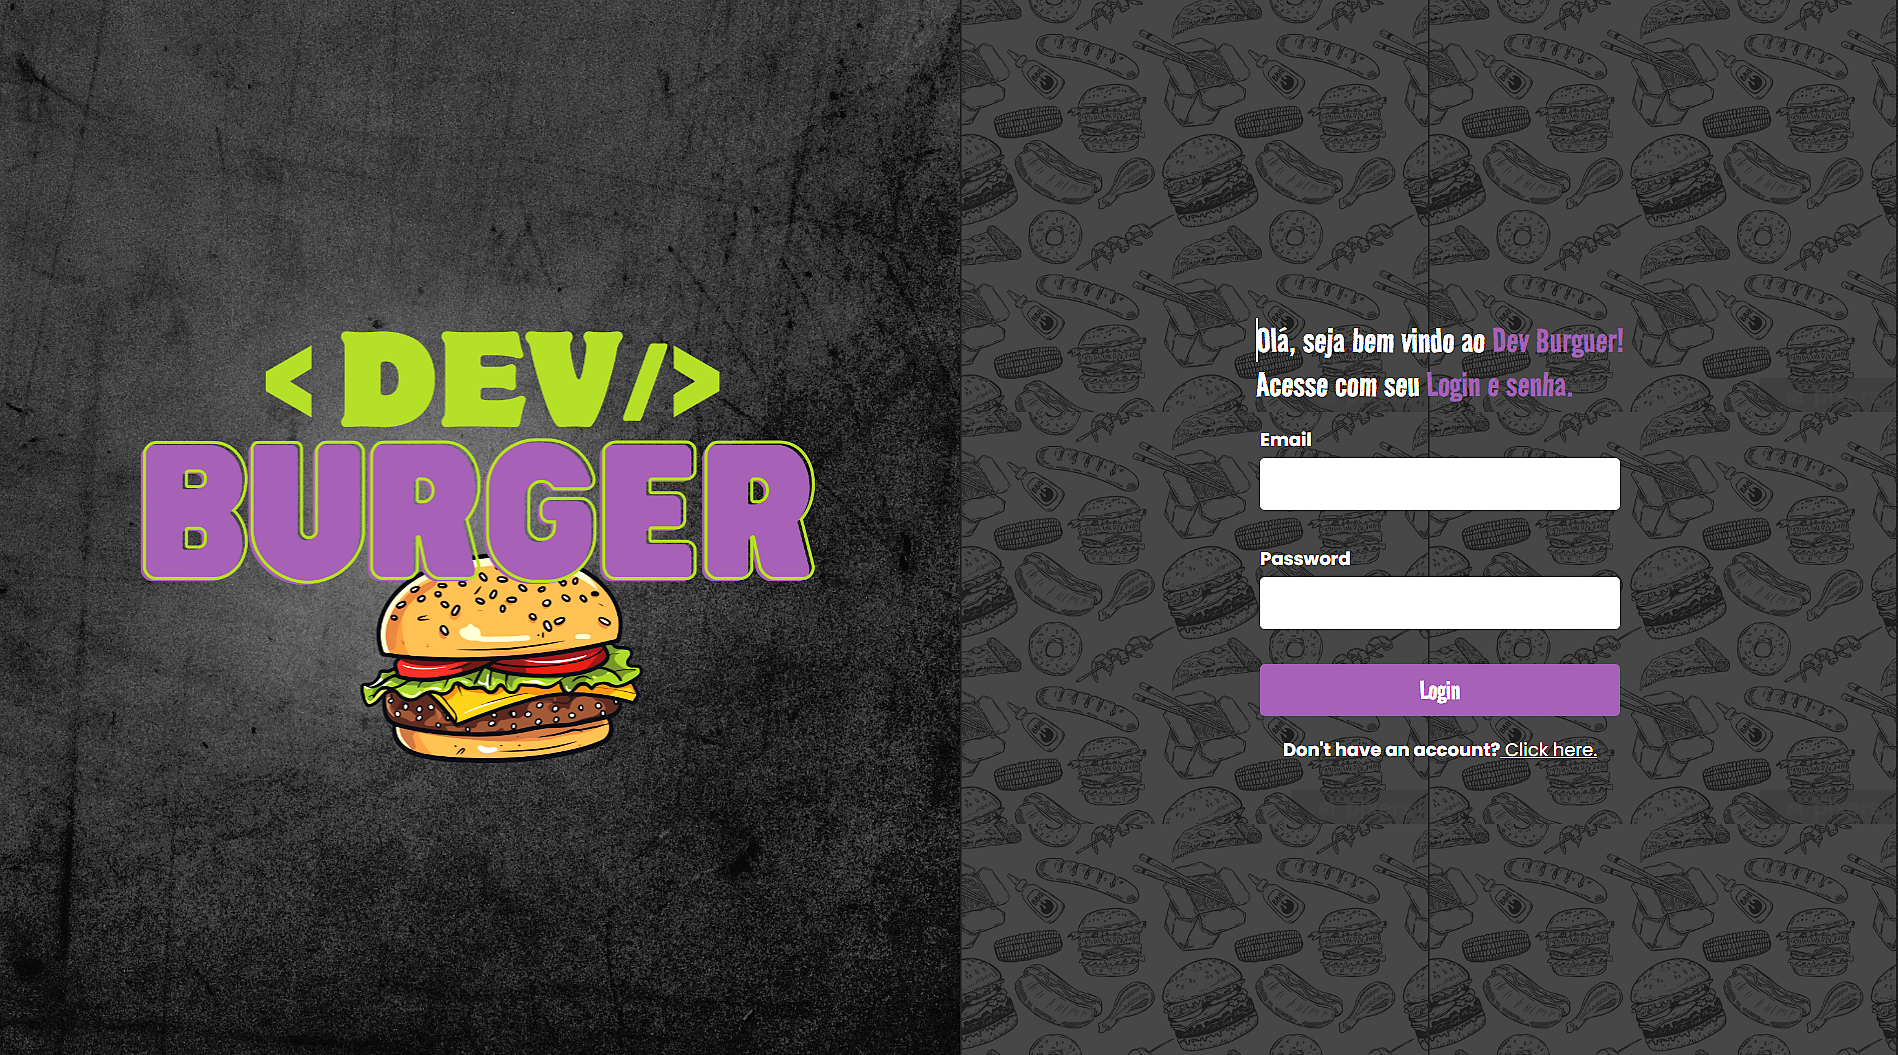 < DEV/>
BURGER
Olá, seja bem vindo ao Dev Burguer!
Acesse com seu Login e senha.
Email
Password
Login
Don't have an account? Click here.